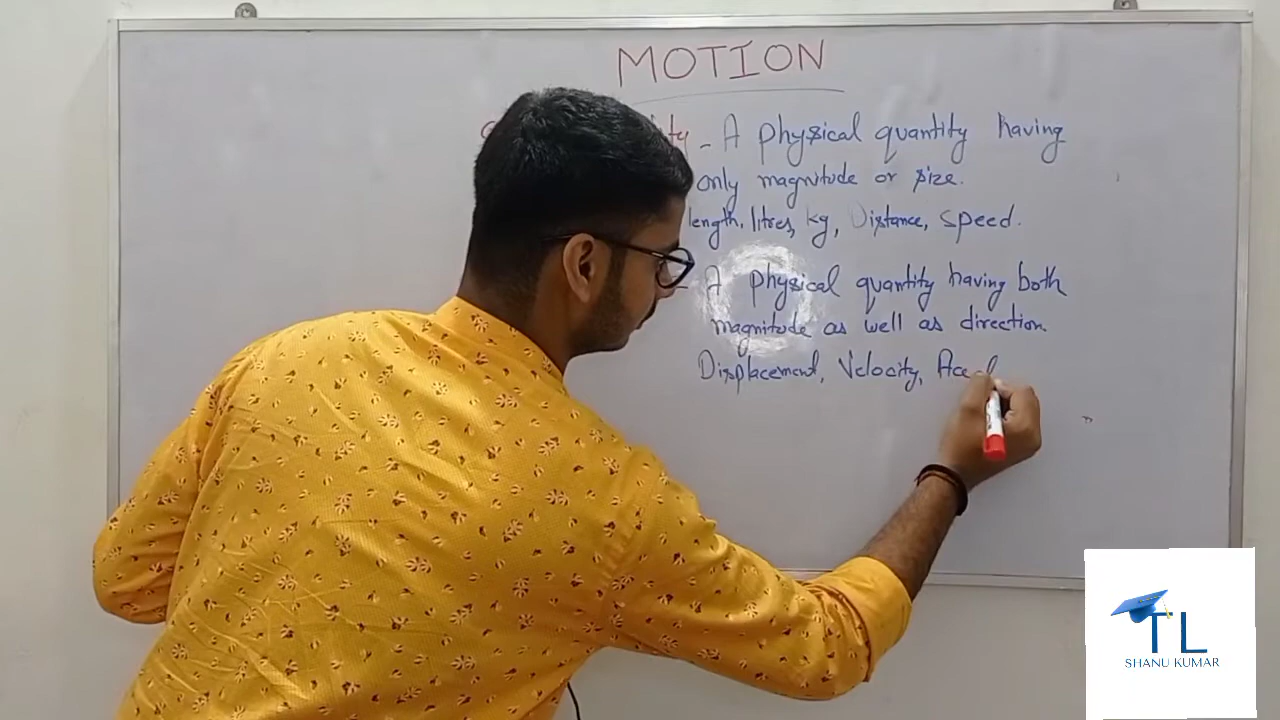 MOTION
- A physical quantity having
only magnitude or size.
length, litres, kg, Distance, speed.
- A physical quantity having both
magnitude as well as direction.
Displacement, Velocity, Accel
TL
SHANU KUMAR